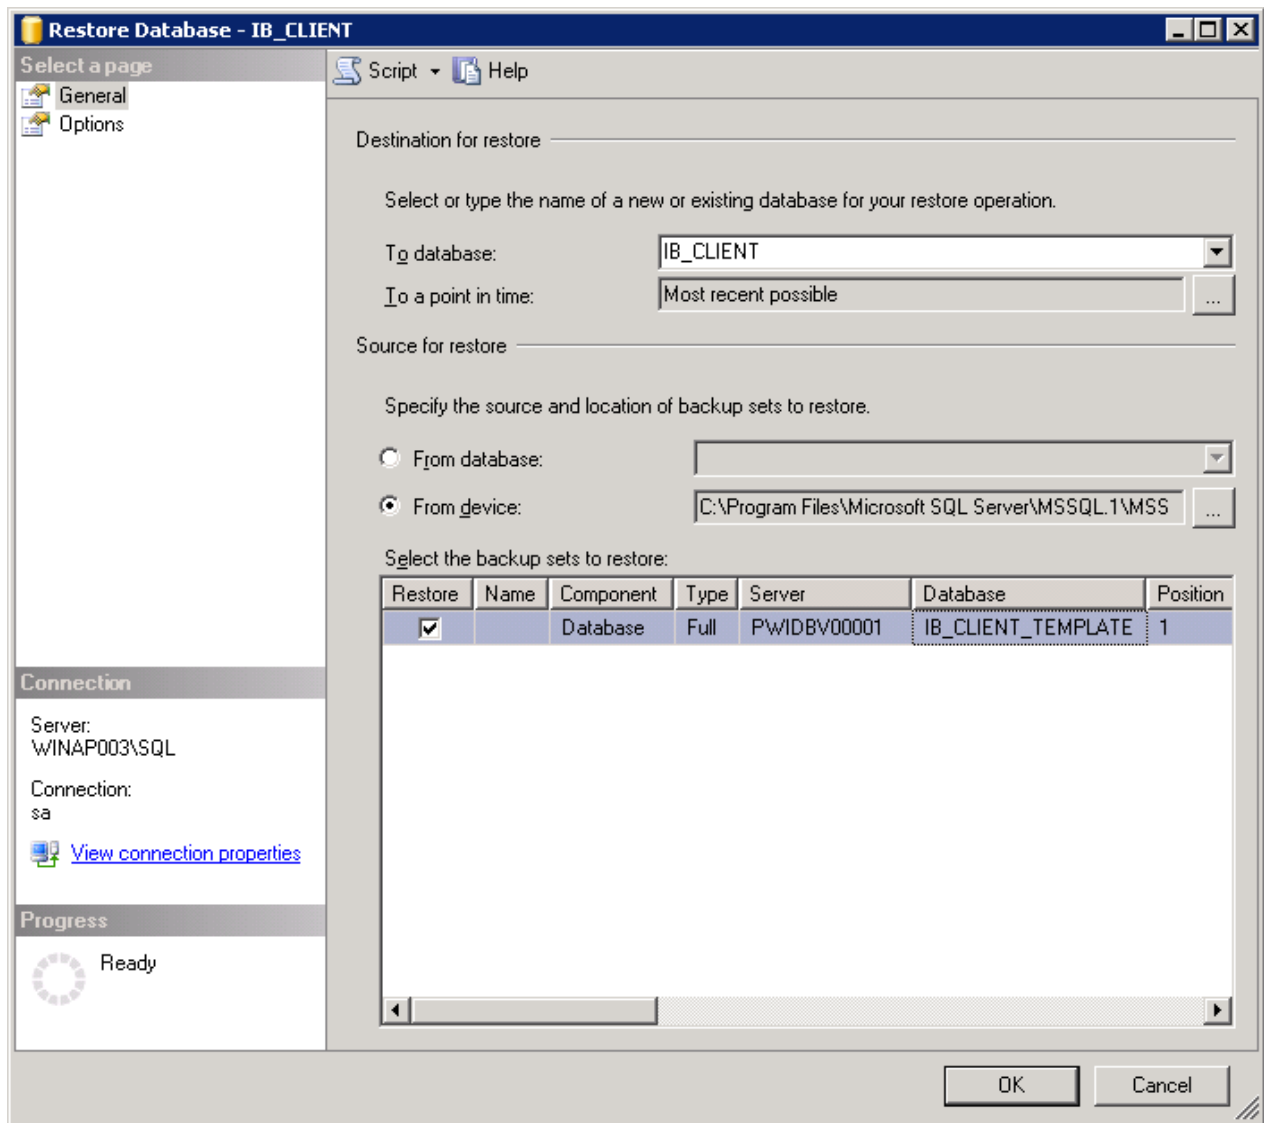 Restore Database - IB_CLIENT
Select a page
General
Options
Script Help
Destination for restore
Select or type the name of a new or existing database for your restore operation.
To database: IB_CLIENT
To a point in time: Most recent possible ...
Source for restore
Specify the source and location of backup sets to restore.
From database:
From device: C:\Program Files\Microsoft SQL Server\MSSQL.1\MSS ...
Select the backup sets to restore:
Restore Name Component Type Server Database Position
Database Full PWIDBV00001 IB_CLIENT_TEMPLATE 1
Connection
Server:
WINAP003\SQL
Connection:
sa
View connection properties
Progress
Ready
OK Cancel